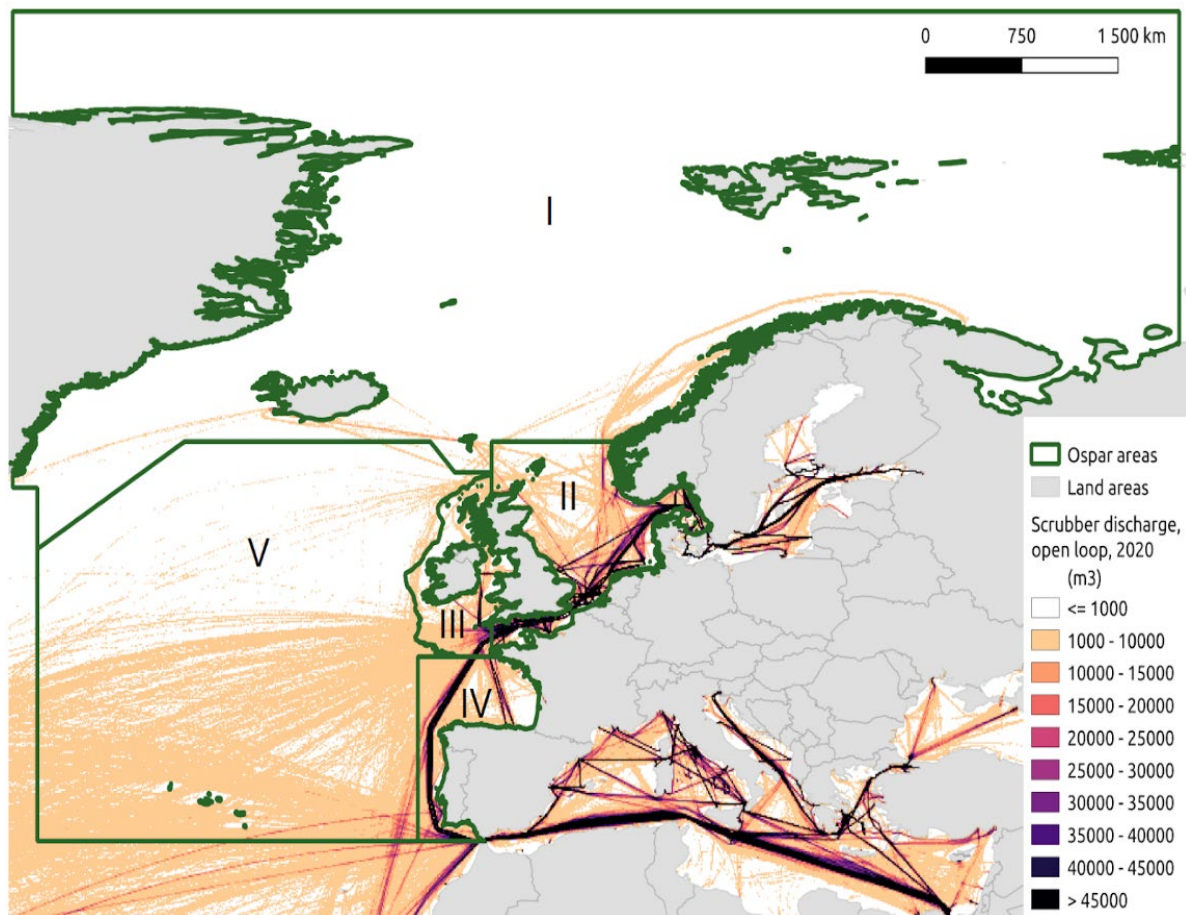 0 750 1 500 km
I
II
V
III
IV
Ospar areas
Land areas
Scrubber discharge,
open loop, 2020
(m3)
<= 1000
1000 - 10000
10000 - 15000
15000 - 20000
20000 - 25000
25000 - 30000
30000 - 35000
35000 - 40000
40000 - 45000
> 45000